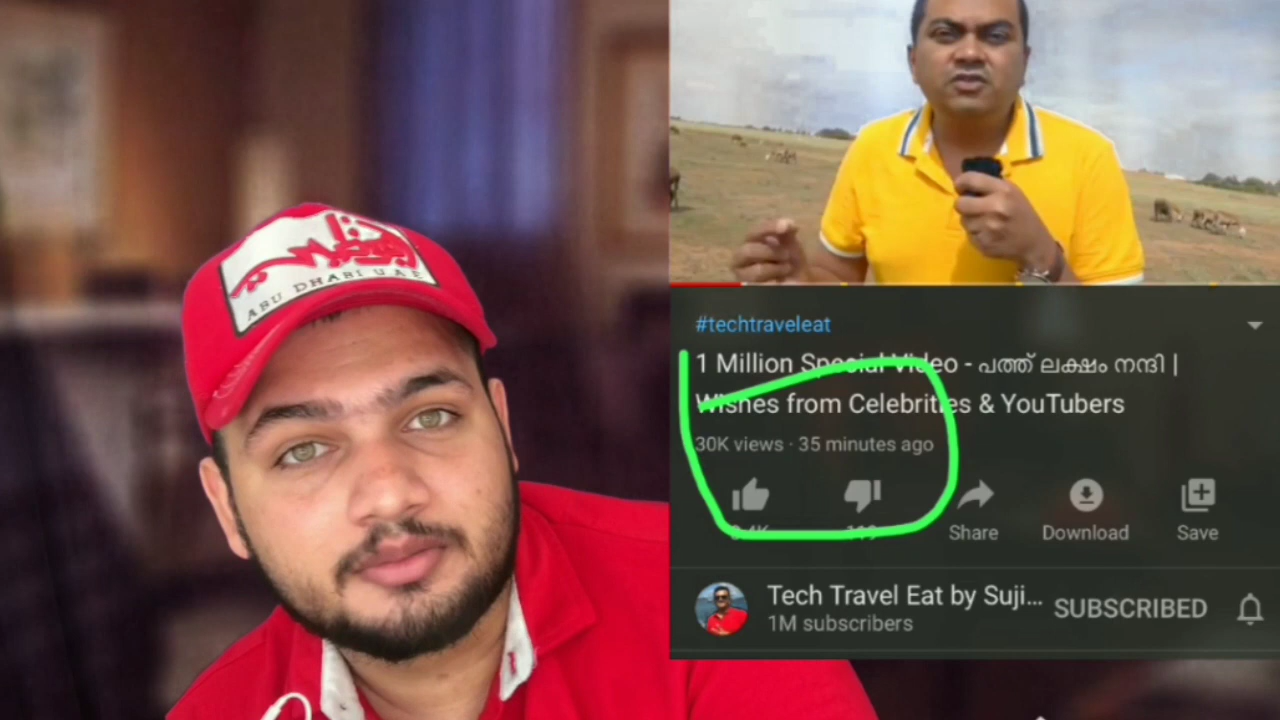 ABU DHABI UAE
#techtraveleat
1 Million Special Video - പത്ത് ലക്ഷം നന്ദി |
Wishes from Celebrities & YouTubers
30K views · 35 minutes ago
Share
Download
Save
Tech Travel Eat by Suji...
1M subscribers
SUBSCRIBED